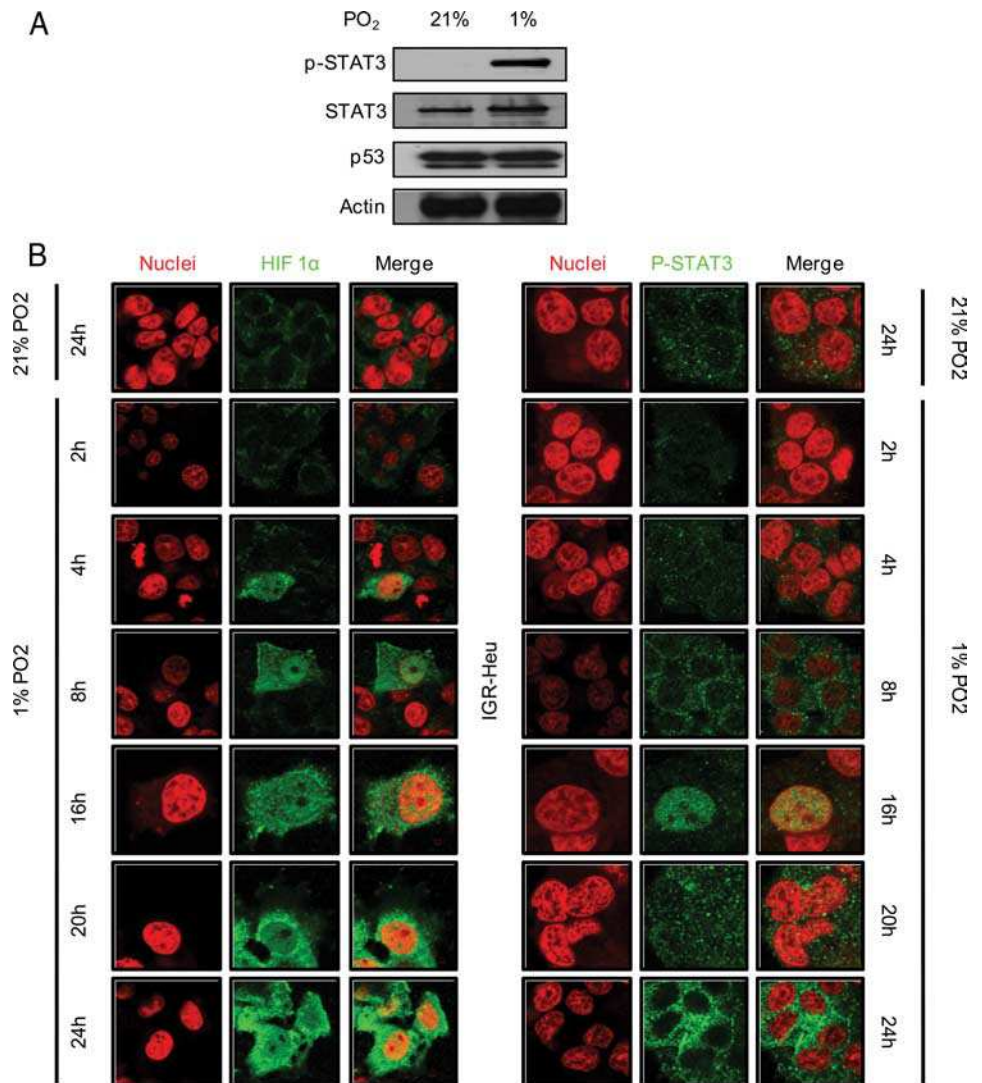 A
PO2 21% 1%
p-STAT3
STAT3
p53
Actin
B
Nuclei HIF 1α Merge Nuclei P-STAT3 Merge
21% PO2 24h 24h 21% PO2
2h 2h
4h 4h
1% PO2 8h IGR-Heu 8h 1% PO2
16h 16h
20h 20h
24h 24h